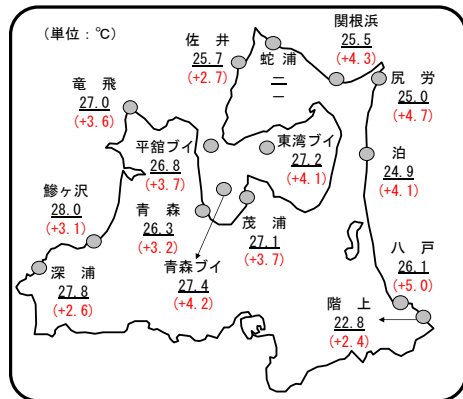 (単位：℃)
佐　井
25.7
(+2.7)
蛇　浦
ー
ー
関根浜
25.5
(+4.3)
尻　労
25.0
(+4.7)
竜　飛
27.0
(+3.6)
平舘ブイ
26.8
(+3.7)
東湾ブイ
27.2
(+4.1)
泊
24.9
(+4.1)
鰺ヶ沢
28.0
(+3.1)
青　森
26.3
(+3.2)
茂　浦
27.1
(+3.7)
青森ブイ
27.4
(+4.2)
深　浦
27.8
(+2.6)
八　戸
26.1
(+5.0)
階　上
22.8
(+2.4)